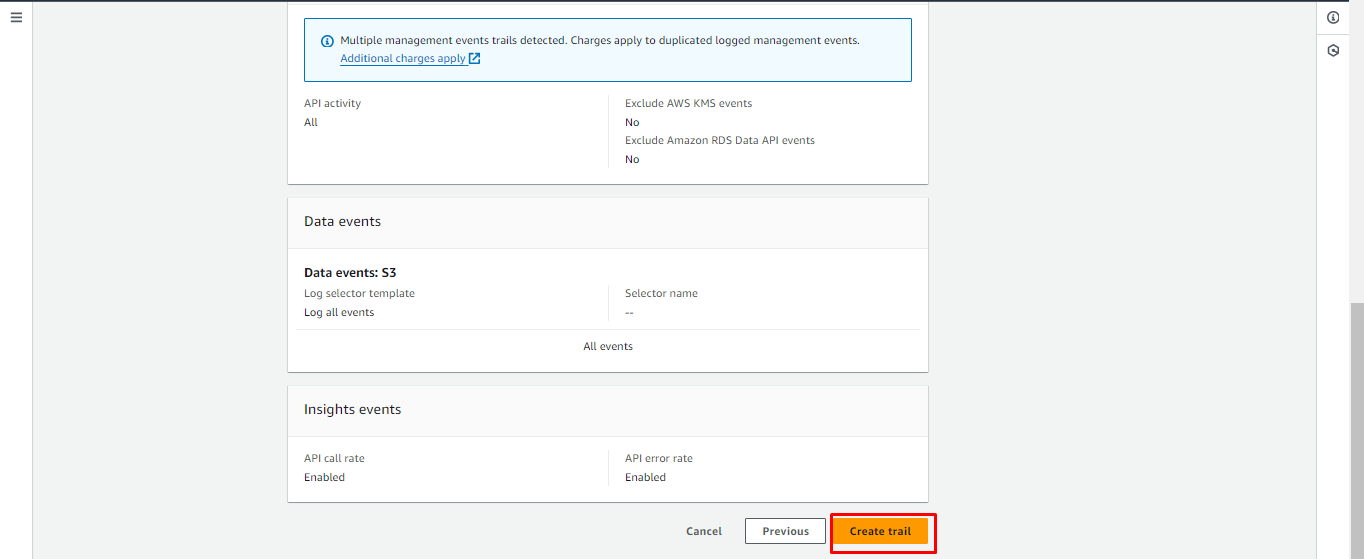 Multiple management events trails detected. Charges apply to duplicated logged management events.
Additional charges apply
API activity
All
Exclude AWS KMS events
No
Exclude Amazon RDS Data API events
No
Data events
Data events: S3
Log selector template
Log all events
Selector name
--
All events
Insights events
API call rate
Enabled
API error rate
Enabled
Cancel
Previous
Create trail